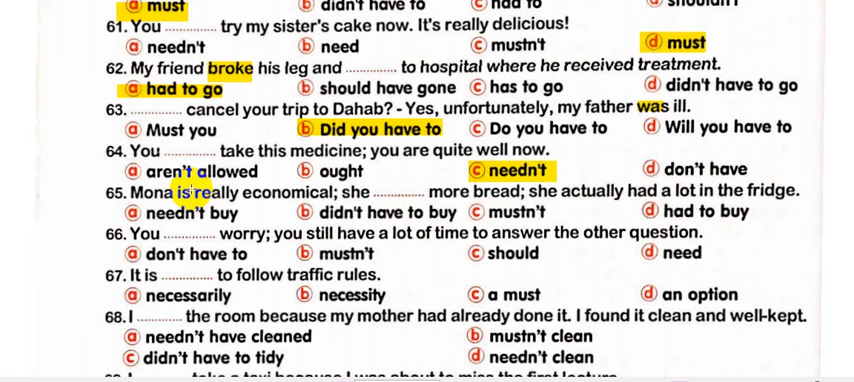 ⓐ must ⓑ didn't have to ⓒ had to ⓓ shouldn't
61. You ............ try my sister's cake now. It's really delicious!
ⓐ needn't ⓑ need ⓒ mustn't ⓓ must
62. My friend broke his leg and ............ to hospital where he received treatment.
ⓐ had to go ⓑ should have gone ⓒ has to go ⓓ didn't have to go
63. ............ cancel your trip to Dahab? - Yes, unfortunately, my father was ill.
ⓐ Must you ⓑ Did you have to ⓒ Do you have to ⓓ Will you have to
64. You ............ take this medicine; you are quite well now.
ⓐ aren't allowed ⓑ ought ⓒ needn't ⓓ don't have
65. Mona is really economical; she ............ more bread; she actually had a lot in the fridge.
ⓐ needn't buy ⓑ didn't have to buy ⓒ mustn't ⓓ had to buy
66. You ............ worry; you still have a lot of time to answer the other question.
ⓐ don't have to ⓑ mustn't ⓒ should ⓓ need
67. It is ............ to follow traffic rules.
ⓐ necessarily ⓑ necessity ⓒ a must ⓓ an option
68. I ............ the room because my mother had already done it. I found it clean and well-kept.
ⓐ needn't have cleaned ⓑ mustn't clean
ⓒ didn't have to tidy ⓓ needn't clean